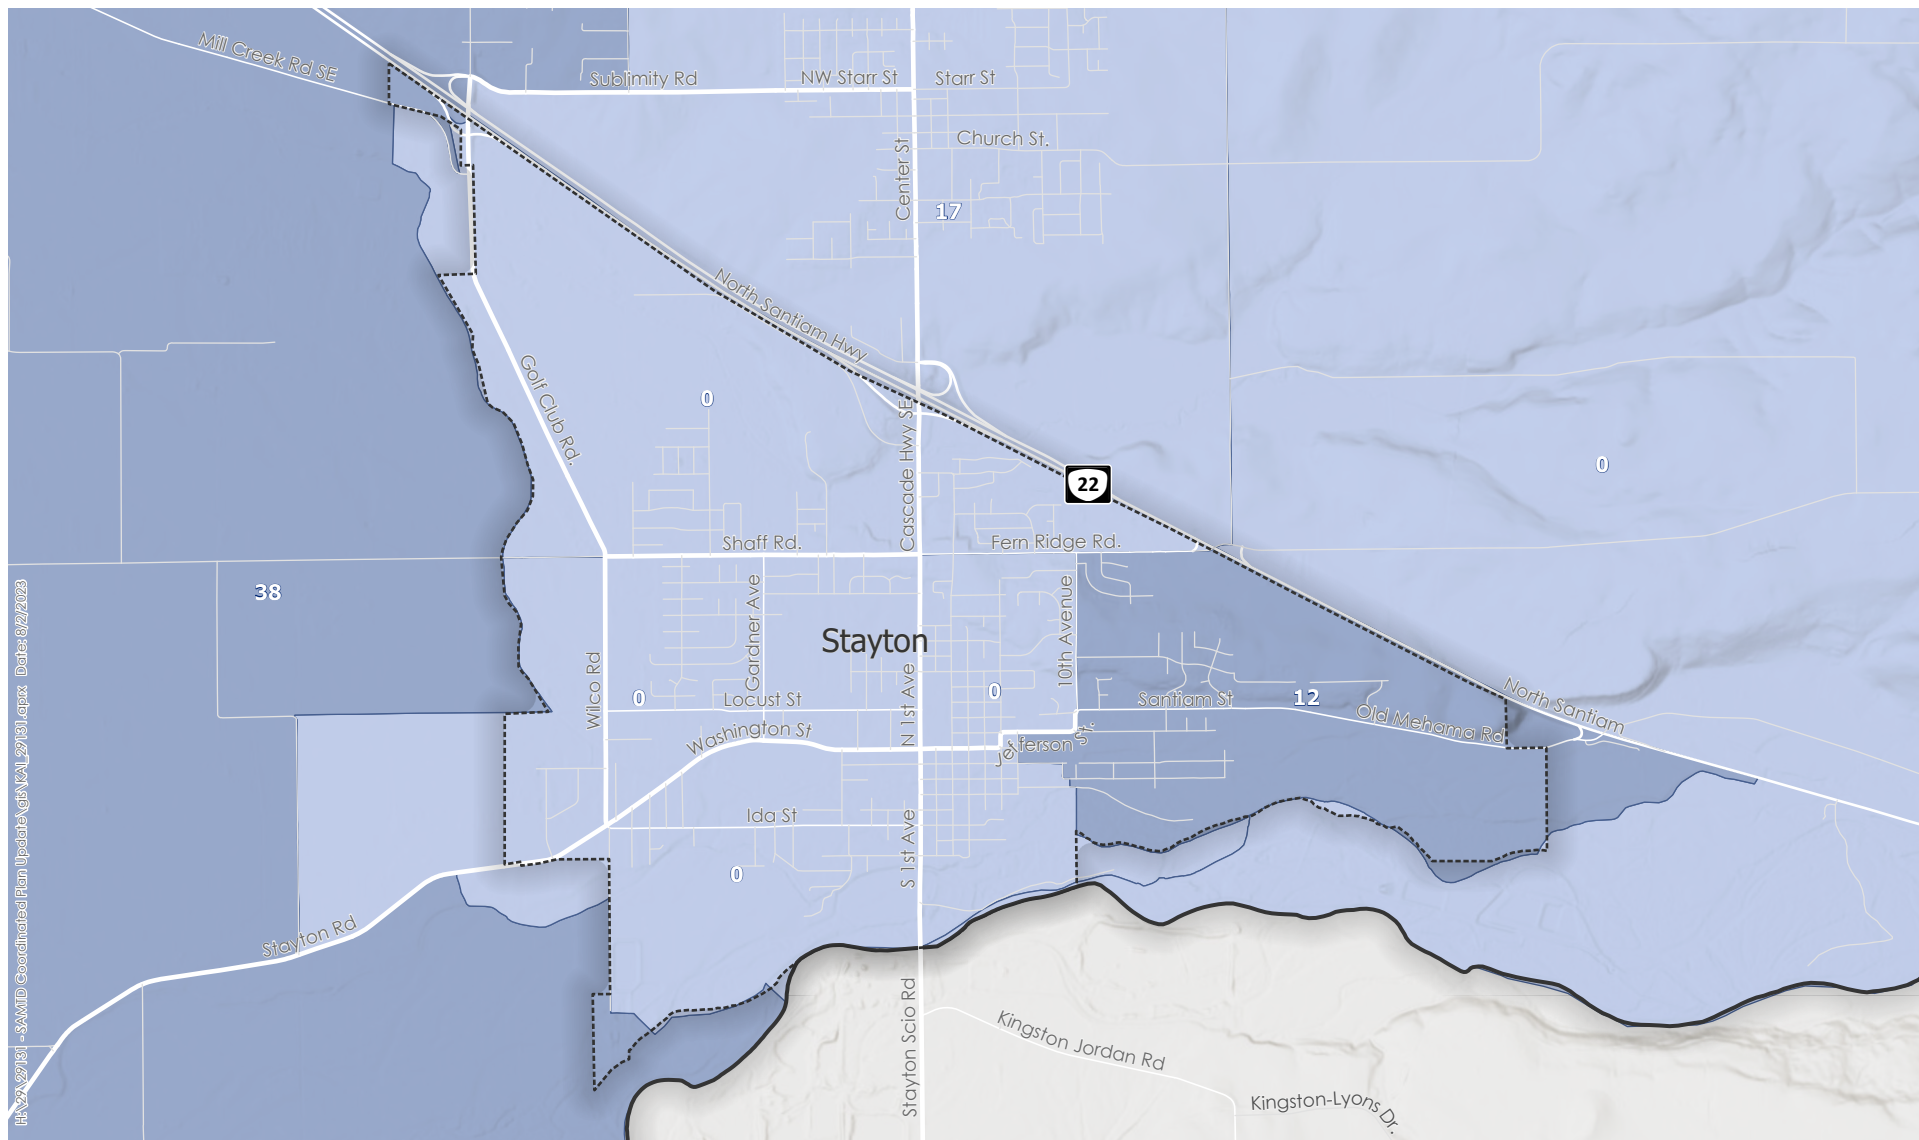 Mill Creek Rd SE
Sublimity Rd
NW Starr St
Starr St
Church St.
Center St
17
North Santiam Hwy
Golf Club Rd.
0
Cascade Hwy SE
0
22
Shaff Rd.
Fern Ridge Rd.
38
Gardner Ave
10th Avenue
Stayton
Wilco Rd
0
Locust St
N 1st Ave
0
Santiam St
12
North Santiam
Old Mehama Rd
Washington St
Jefferson St.
Ida St
S 1st Ave
0
Stayton Rd
Stayton Scio Rd
Kingston Jordan Rd
Kingston-Lyons Dr.
H:\29\29131 - SAMTD Coordinated Plan Update\gis\KAI_29131.aprx Date: 8/2/2023